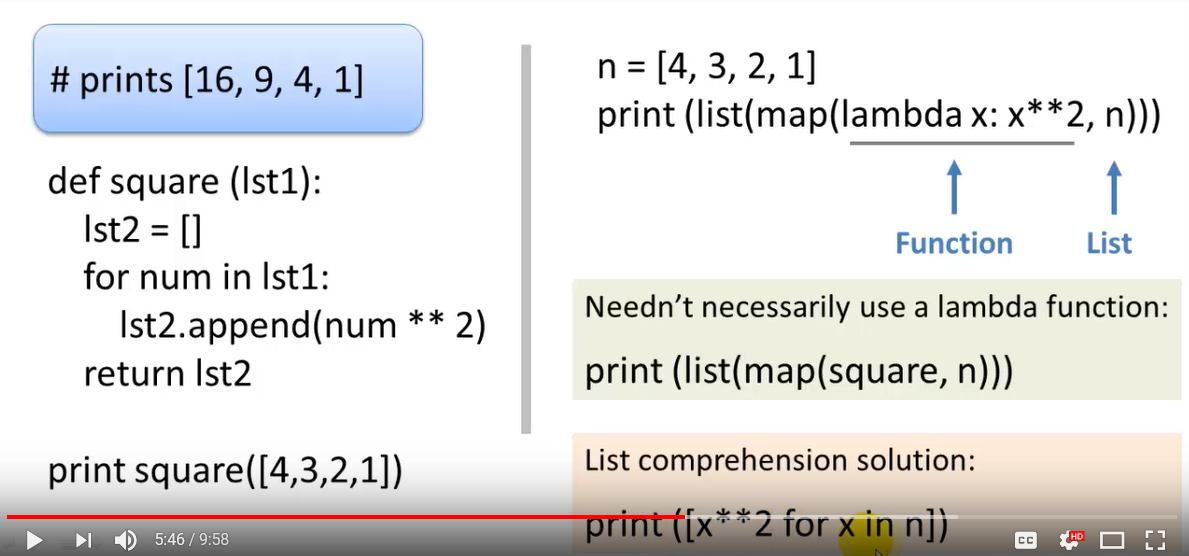 # prints [16, 9, 4, 1]
def square (lst1):
lst2 = []
for num in lst1:
lst2.append(num ** 2)
return lst2
print square([4,3,2,1])
n = [4, 3, 2, 1]
print (list(map(lambda x: x**2, n)))
Function
List
Needn't necessarily use a lambda function:
print (list(map(square, n)))
List comprehension solution:
print ([x**2 for x in n])
5:46 / 9:58
CC
HD